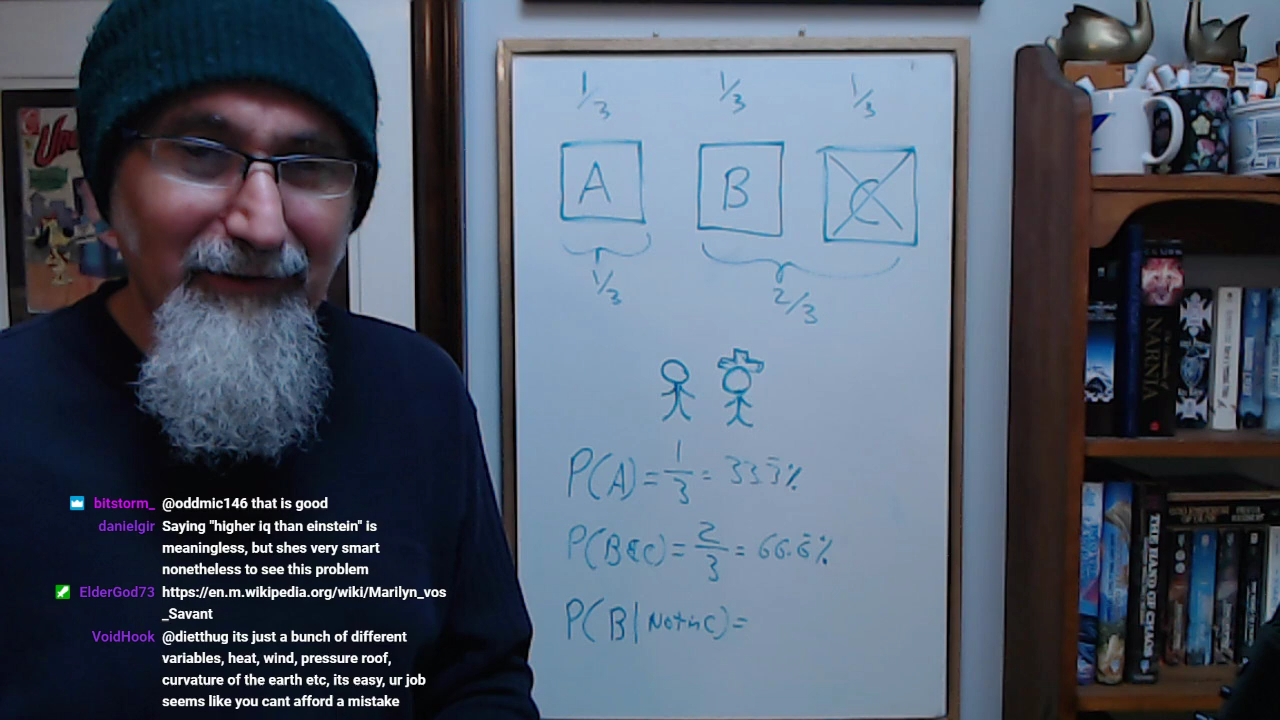 1/3 1/3 1/3
A B C
1/3 2/3
P(A) = 1/3 = 33.3%
P(B&C) = 2/3 = 66.6%
P(B|Not in C) =
NARNIA
THE HAND OF CHAOS
bitstorm_ @oddmic146 that is good
danielgir Saying "higher iq than einstein" is
meaningless, but shes very smart
nonetheless to see this problem
ElderGod73 https://en.m.wikipedia.org/wiki/Marilyn_vos
_Savant
VoidHook @dietthug its just a bunch of different
variables, heat, wind, pressure roof,
curvature of the earth etc, its easy, ur job
seems like you cant afford a mistake